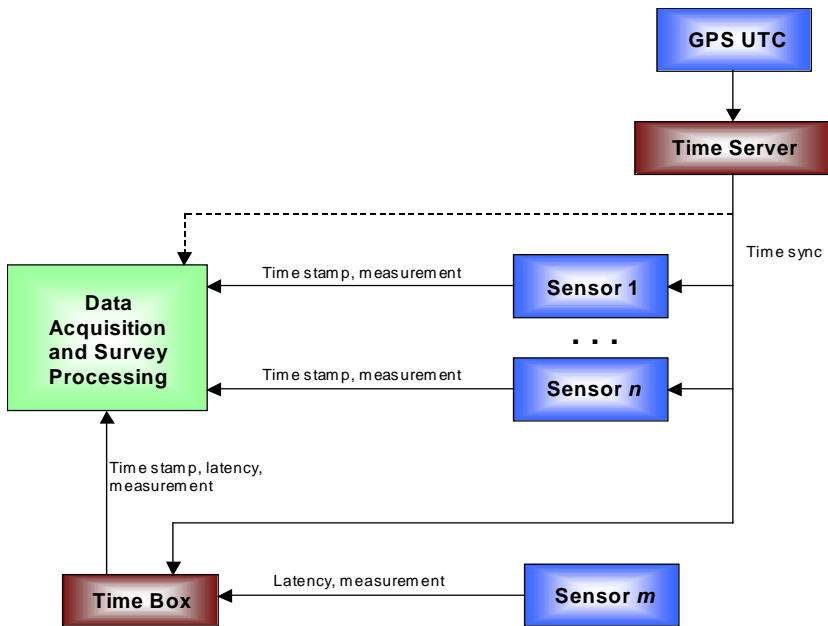 GPS UTC
Time Server
Time sync
Time stamp, measurement
Sensor 1
Data
Acquisition
and Survey
Processing
. . .
Time stamp, measurement
Sensor n
Time stamp, latency,
measurement
Time Box
Latency, measurement
Sensor m